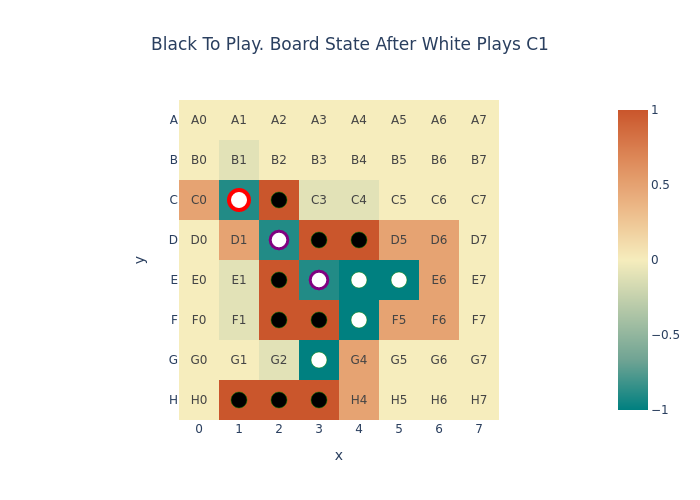 Black To Play. Board State After White Plays C1
A A0 A1 A2 A3 A4 A5 A6 A7
B B0 B1 B2 B3 B4 B5 B6 B7
C C0 C3 C4 C5 C6 C7
D D0 D1 D5 D6 D7
E E0 E1 E6 E7
F F0 F1 F5 F6 F7
G G0 G1 G2 G4 G5 G6 G7
H H0 H4 H5 H6 H7
0 1 2 3 4 5 6 7
x
y
1
0.5
0
−0.5
−1